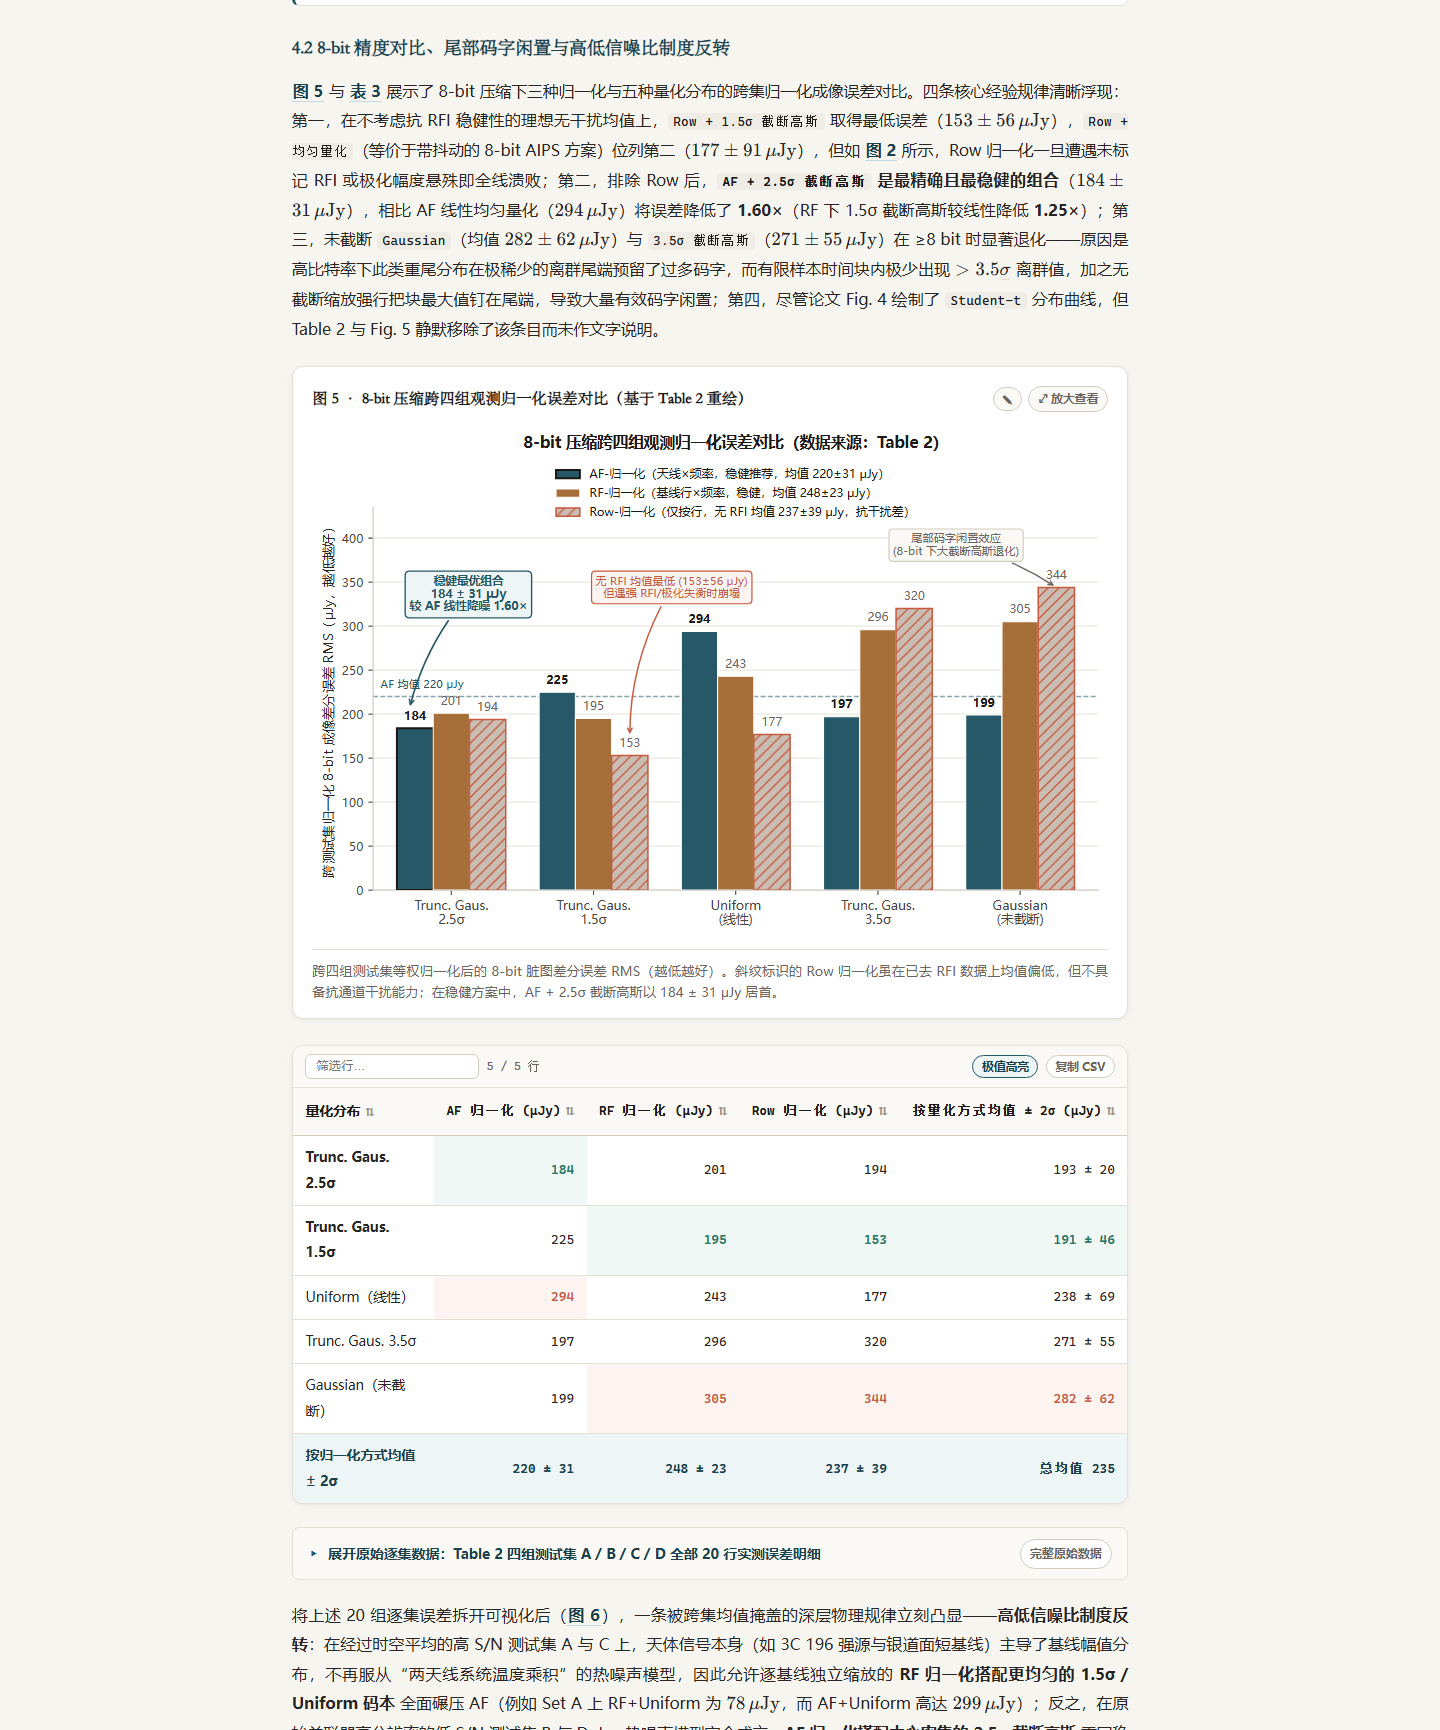 4.2 8-bit 精度对比、尾部码字闲置与高低信噪比制度反转
图 5 与 表 3 展示了 8-bit 压缩下三种归一化与五种量化分布的跨集归一化成像误差对比。四条核心经验规律清晰浮现：
第一，在不考虑抗 RFI 稳健性的理想无干扰均值上， Row + 1.5σ 截断高斯 取得最低误差（153 ± 56 μJy）， Row +
均匀量化 （等价于带抖动的 8-bit AIPS 方案）位列第二（177 ± 91 μJy），但如 图 2 所示，Row 归一化一旦遭遇未标
记 RFI 或极化幅度悬殊即全线溃败；第二，排除 Row 后， AF + 2.5σ 截断高斯 是最精确且最稳健的组合（184 ±
31 μJy），相比 AF 线性均匀量化（294 μJy）将误差降低了 1.60×（RF 下 1.5σ 截断高斯较线性降低 1.25×）；第
三，未截断 Gaussian （均值 282 ± 62 μJy）与 3.5σ 截断高斯 （271 ± 55 μJy）在 ≥8 bit 时显著退化——原因是
高比特率下此类重尾分布在极稀少的离群尾端预留了过多码字，而有限样本时间块内极少出现 > 3.5σ 离群值，加之无
截断缩放强行把块最大值钉在尾端，导致大量有效码字闲置；第四，尽管论文 Fig. 4 绘制了 Student-t 分布曲线，但
Table 2 与 Fig. 5 静默移除了该条目而未作文字说明。
图 5 · 8-bit 压缩跨四组观测归一化误差对比（基于 Table 2 重绘）
⤢ 放大查看
8-bit 压缩跨四组观测归一化误差对比（数据来源：Table 2）
AF-归一化（天线×频率，稳健推荐，均值 220±31 μJy）
RF-归一化（基线行×频率，稳健，均值 248±23 μJy）
Row-归一化（仅按行，无 RFI 均值 237±39 μJy，抗干扰差）
跨测试集归一化 8-bit 成像差分误差 RMS（μJy，越低越好）
400
350
300
250
200
150
100
50
0
稳健最优组合
184 ± 31 μJy
较 AF 线性降噪 1.60×
无 RFI 均值最低 (153±56 μJy)
但遇强 RFI/极化失衡时崩塌
尾部码字闲置效应
(8-bit 下大截断高斯退化)
AF 均值 220 μJy
184
201
194
225
195
153
294
243
177
197
296
320
199
305
344
Trunc. Gaus.
2.5σ
Trunc. Gaus.
1.5σ
Uniform
(线性)
Trunc. Gaus.
3.5σ
Gaussian
(未截断)
跨四组测试集等权归一化后的 8-bit 脏图差分误差 RMS（越低越好）。斜纹标识的 Row 归一化虽在已去 RFI 数据上均值偏低，但不具
备抗通道干扰能力；在稳健方案中，AF + 2.5σ 截断高斯以 184 ± 31 μJy 居首。
筛选行… 5 / 5 行 极值高亮 复制 CSV
量化分布 ⇅ AF 归一化 (μJy) ⇅ RF 归一化 (μJy) ⇅ Row 归一化 (μJy) ⇅ 按量化方式均值 ± 2σ (μJy) ⇅
Trunc. Gaus.
2.5σ
184 201 194 193 ± 20
Trunc. Gaus.
1.5σ
225 195 153 191 ± 46
Uniform（线性） 294 243 177 238 ± 69
Trunc. Gaus. 3.5σ 197 296 320 271 ± 55
Gaussian（未截
断）
199 305 344 282 ± 62
按归一化方式均值
± 2σ
220 ± 31 248 ± 23 237 ± 39 总均值 235
▸ 展开原始逐集数据：Table 2 四组测试集 A / B / C / D 全部 20 行实测误差明细 完整原始数据
将上述 20 组逐集误差拆开可视化后（图 6），一条被跨集均值掩盖的深层物理规律立刻凸显——高低信噪比制度反
转：在经过时空平均的高 S/N 测试集 A 与 C 上，天体信号本身（如 3C 196 强源与银道面短基线）主导了基线幅值分
布，不再服从“两天线系统温度乘积”的热噪声模型，因此允许逐基线独立缩放的 RF 归一化搭配更均匀的 1.5σ /
Uniform 码本 全面碾压 AF（例如 Set A 上 RF+Uniform 为 78 μJy，而 AF+Uniform 高达 299 μJy）；反之，在原